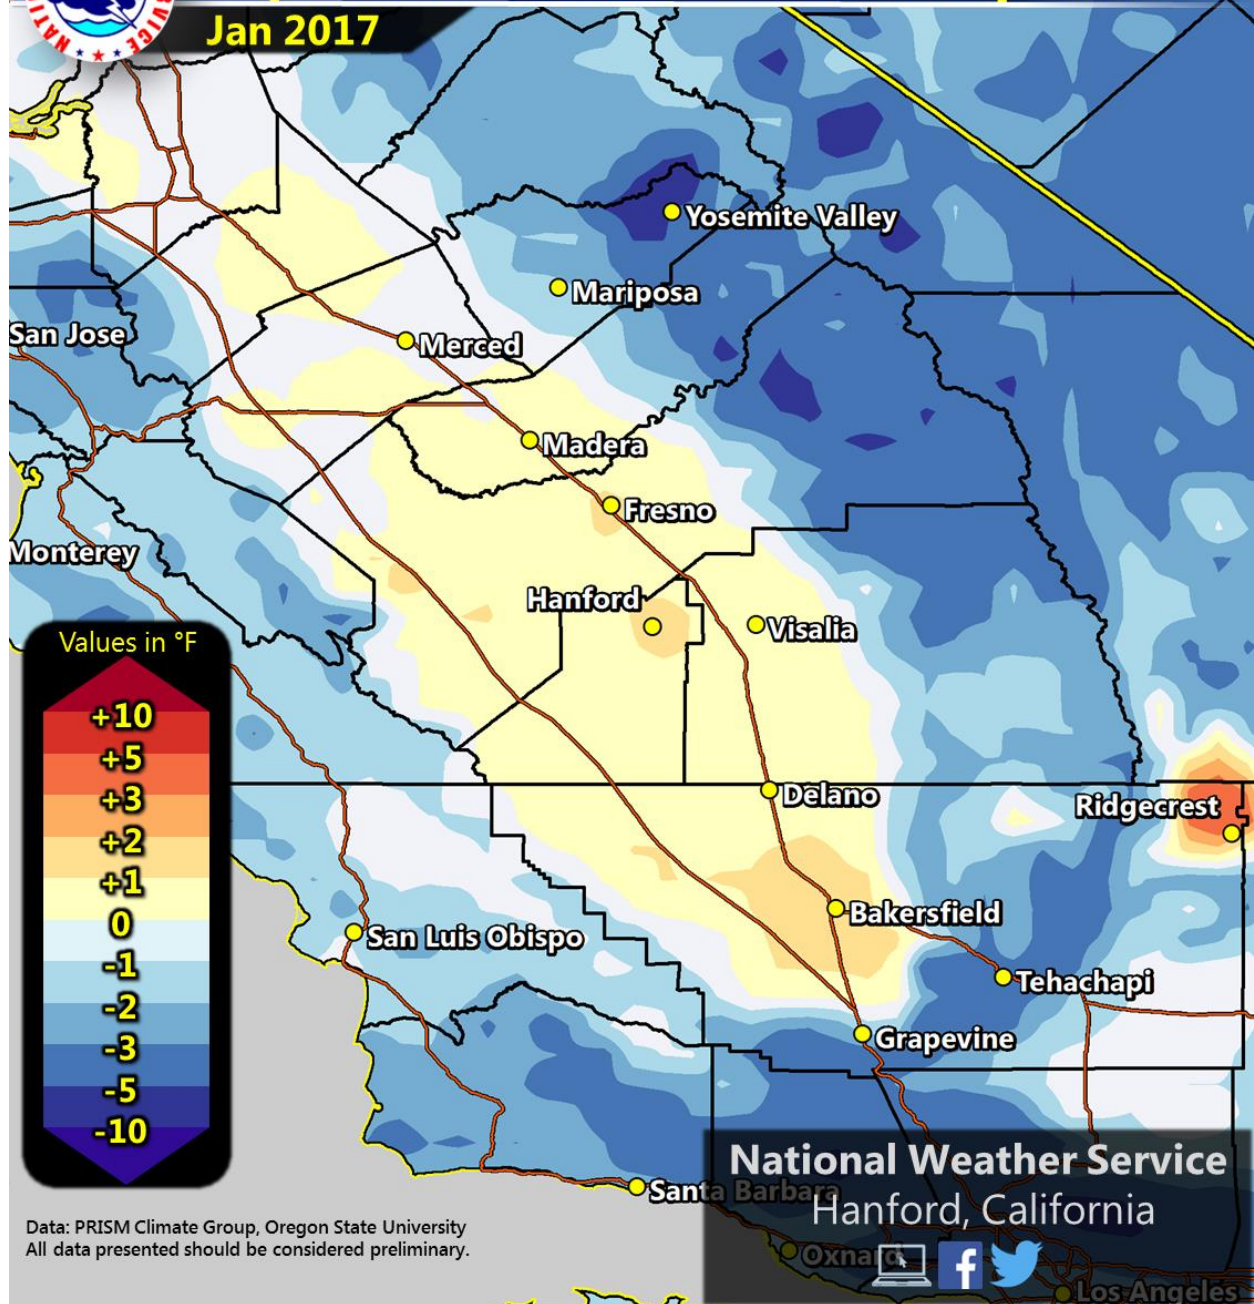 NATI
RVICE
Jan 2017
Yosemite Valley
Mariposa
San Jose
Merced
Madera
Fresno
Monterey
Hanford
Visalia
Values in °F
+10
+5
+3
+2
+1
0
-1
-2
-3
-5
-10
Delano
Ridgecrest
Bakersfield
San Luis Obispo
Tehachapi
Grapevine
National Weather Service
Santa Barbara
Hanford, California
Data: PRISM Climate Group, Oregon State University
All data presented should be considered preliminary.
Oxnard
f
Los Angeles